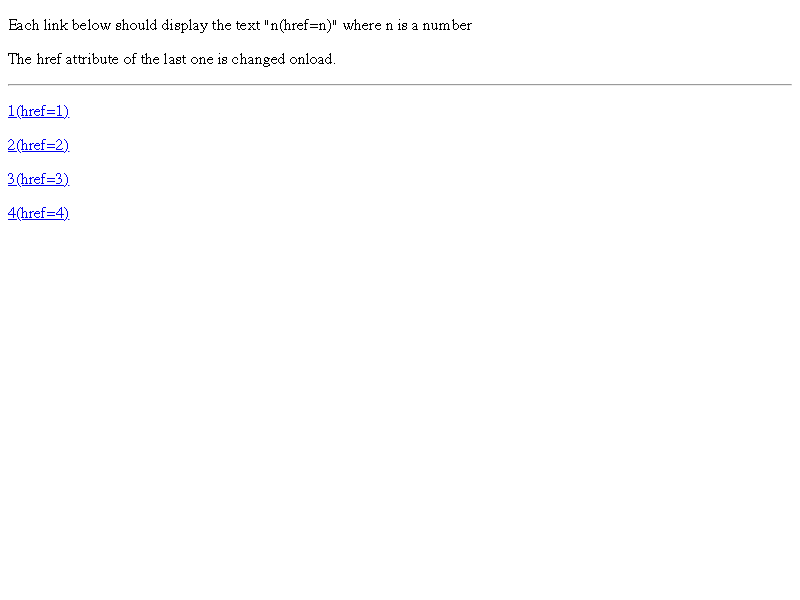 Each link below should display the text "n(href=n)" where n is a number
The href attribute of the last one is changed onload.
1(href=1)
2(href=2)
3(href=3)
4(href=4)